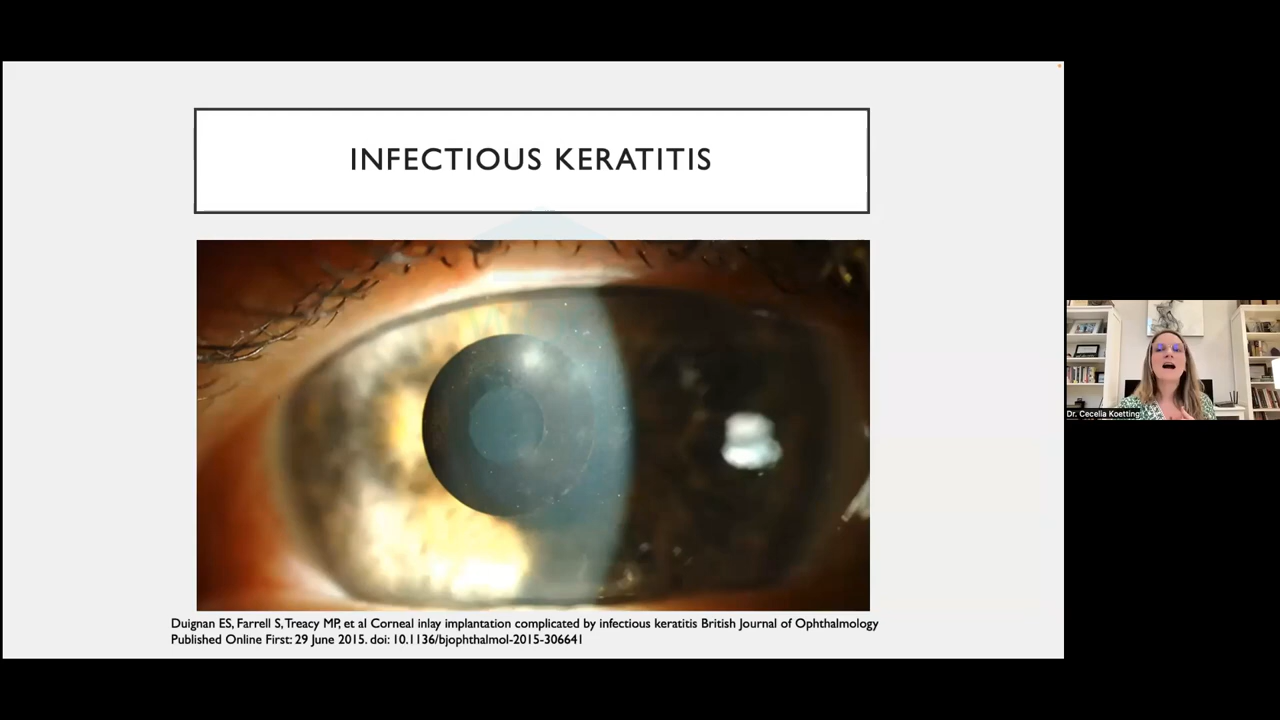 INFECTIOUS KERATITIS
Duignan ES, Farrell S, Treacy MP, et al Corneal inlay implantation complicated by infectious keratitis British Journal of Ophthalmology
Published Online First: 29 June 2015. doi: 10.1136/bjophthalmol-2015-306641
Dr. Cecelia Koetting